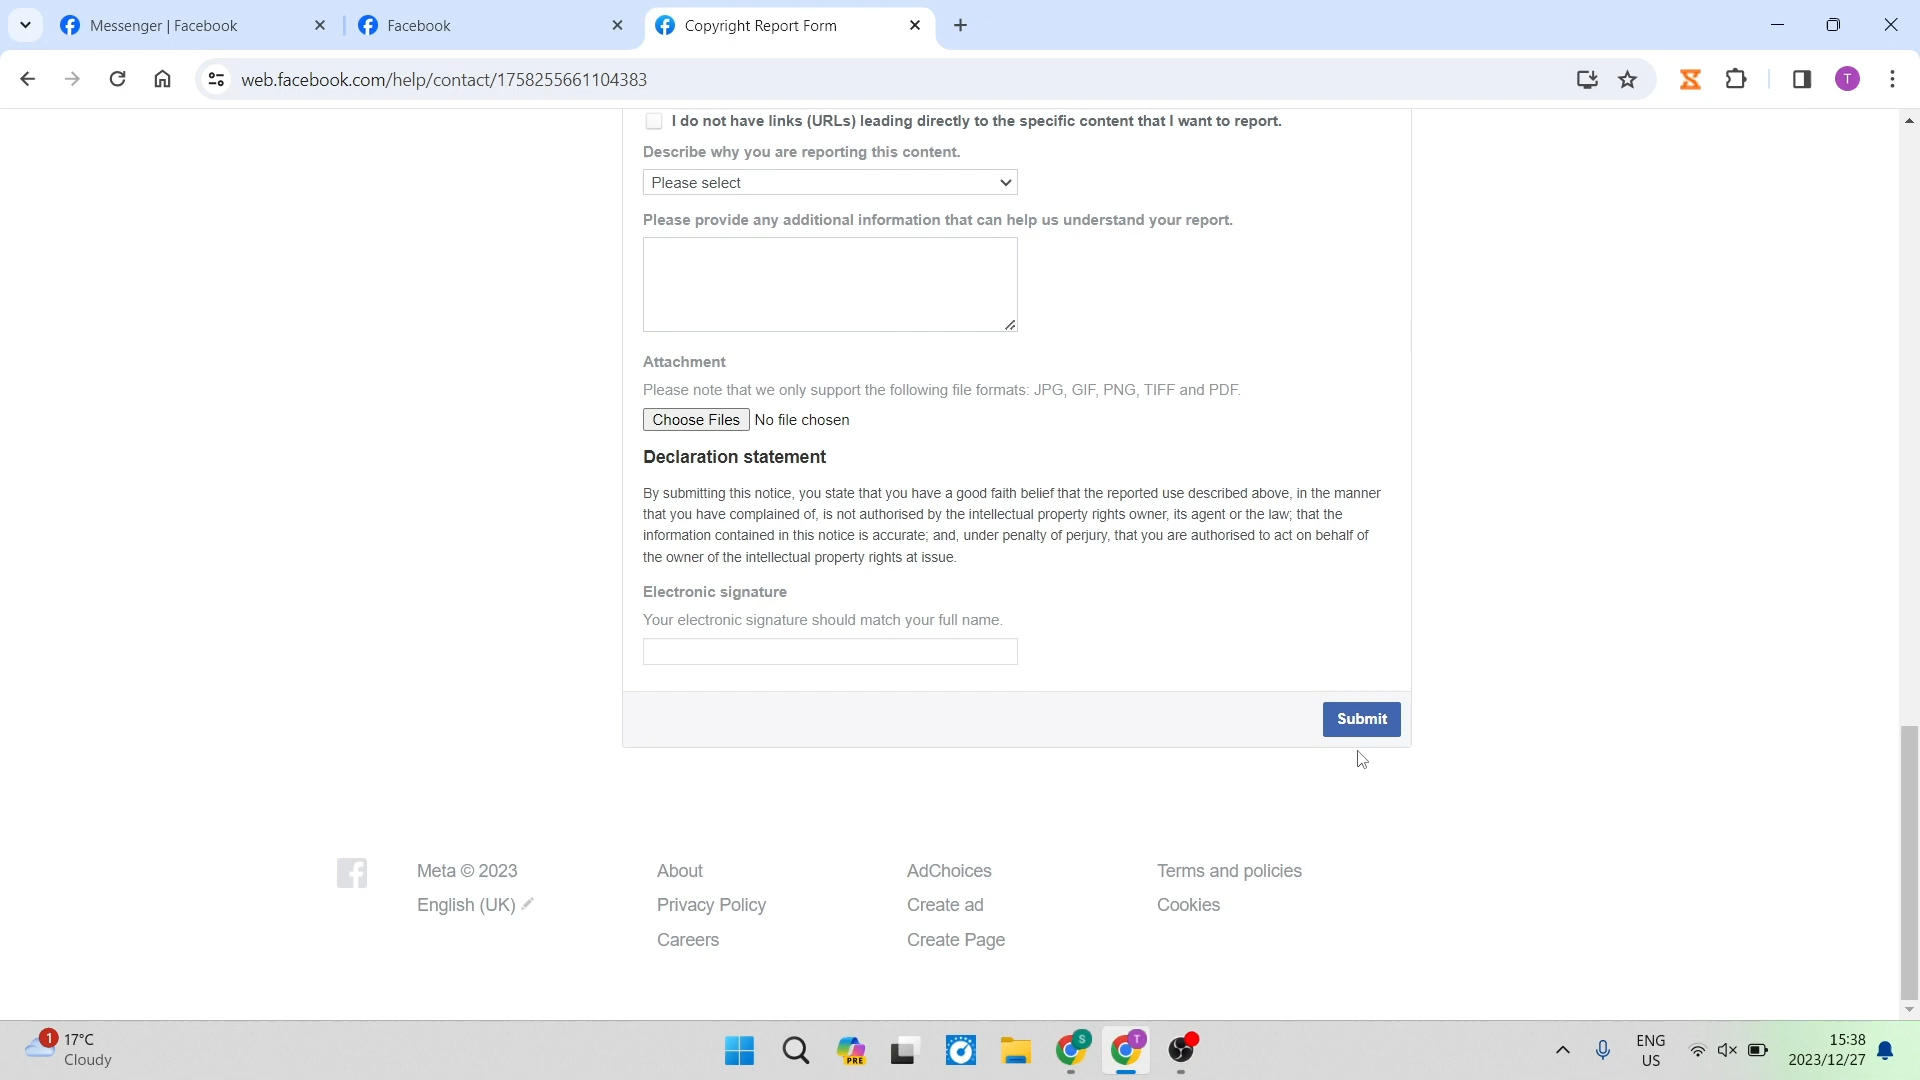 Messenger | Facebook
Facebook
Copyright Report Form
web.facebook.com/help/contact/1758255661104383
T
I do not have links (URLs) leading directly to the specific content that I want to report.
Describe why you are reporting this content.
Please select
Please provide any additional information that can help us understand your report.
Attachment
Please note that we only support the following file formats: JPG, GIF, PNG, TIFF and PDF.
Choose Files No file chosen
Declaration statement
By submitting this notice, you state that you have a good faith belief that the reported use described above, in the manner
that you have complained of, is not authorised by the intellectual property rights owner, its agent or the law; that the
information contained in this notice is accurate; and, under penalty of perjury, that you are authorised to act on behalf of
the owner of the intellectual property rights at issue.
Electronic signature
Your electronic signature should match your full name.
Submit
Meta © 2023
About
AdChoices
Terms and policies
English (UK)
Privacy Policy
Create ad
Cookies
Careers
Create Page
1
17°C
Cloudy
PRE
S
T
ENG
US
15:38
2023/12/27